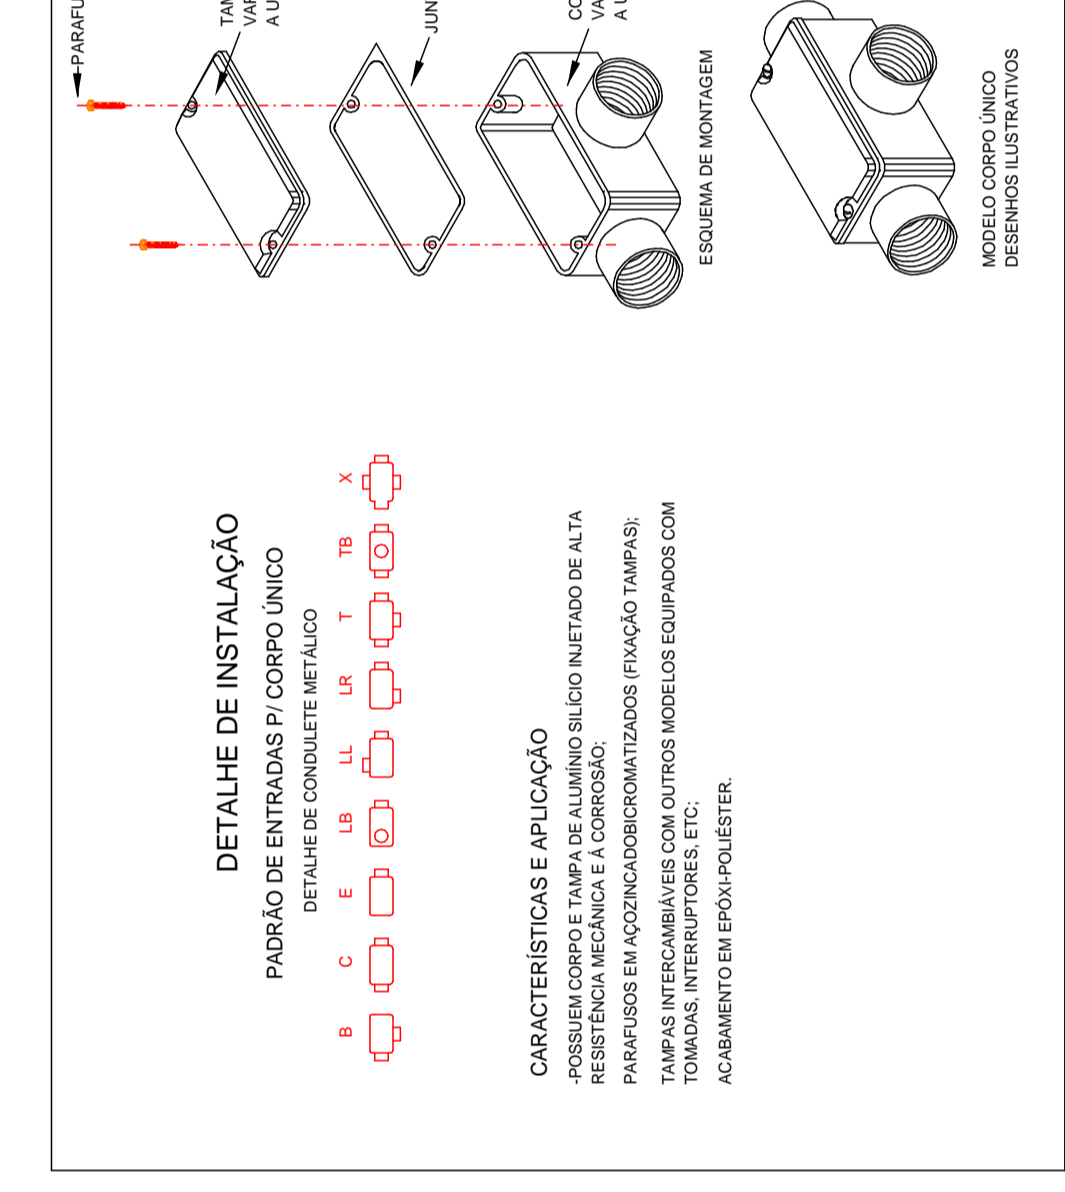 DETALHE DE INSTALAÇÃO
PADRÃO DE ENTRADAS P/ CORPO ÚNICO
DETALHE DE CONDULETE METÁLICO
B C E LB LL LR T TB X
CARACTERÍSTICAS E APLICAÇÃO
-POSSUEM CORPO E TAMPA DE ALUMÍNIO SILÍCIO INJETADO DE ALTA
RESISTÊNCIA MECÂNICA E Á CORROSÃO;
PARAFUSOS EM AÇOZINCADOBICROMATIZADOS (FIXAÇÃO TAMPAS);
TAMPAS INTERCAMBIÁVEIS COM OUTROS MODELOS EQUIPADOS COM
TOMADAS, INTERRUPTORES, ETC;
ACABAMENTO EM EPÓXI-POLIÉSTER.
ESQUEMA DE MONTAGEM
MODELO CORPO ÚNICO
DESENHOS ILUSTRATIVOS